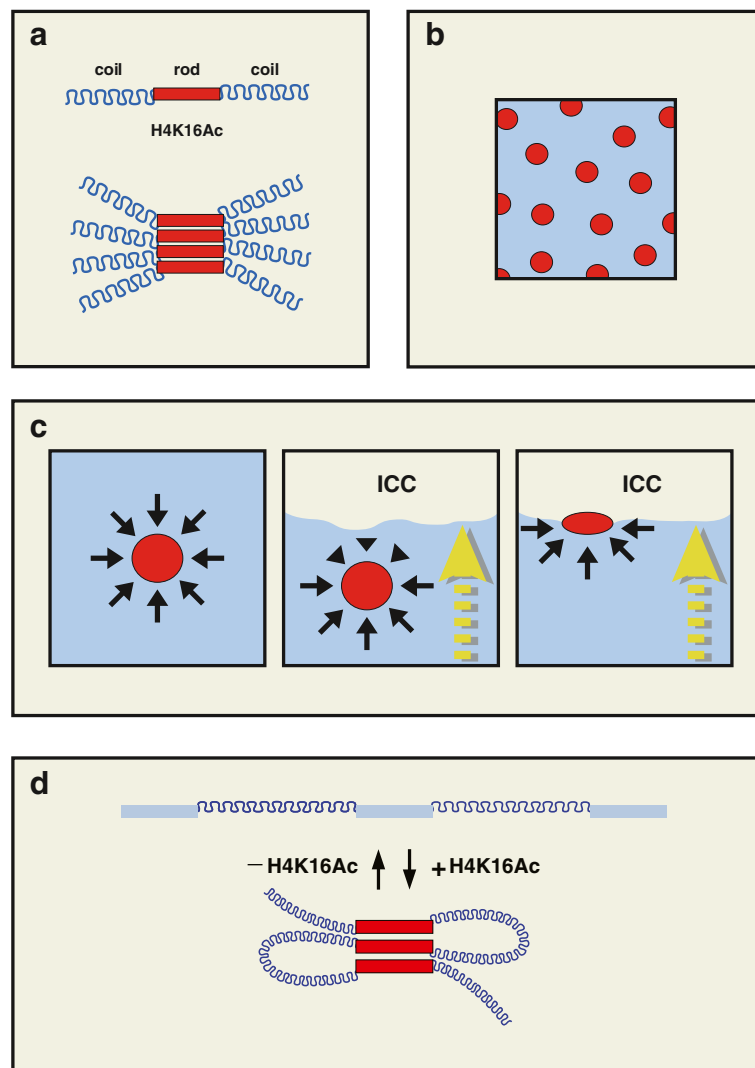 a
coil rod coil
H4K16Ac
b
c
ICC
ICC
d
– H4K16Ac + H4K16Ac